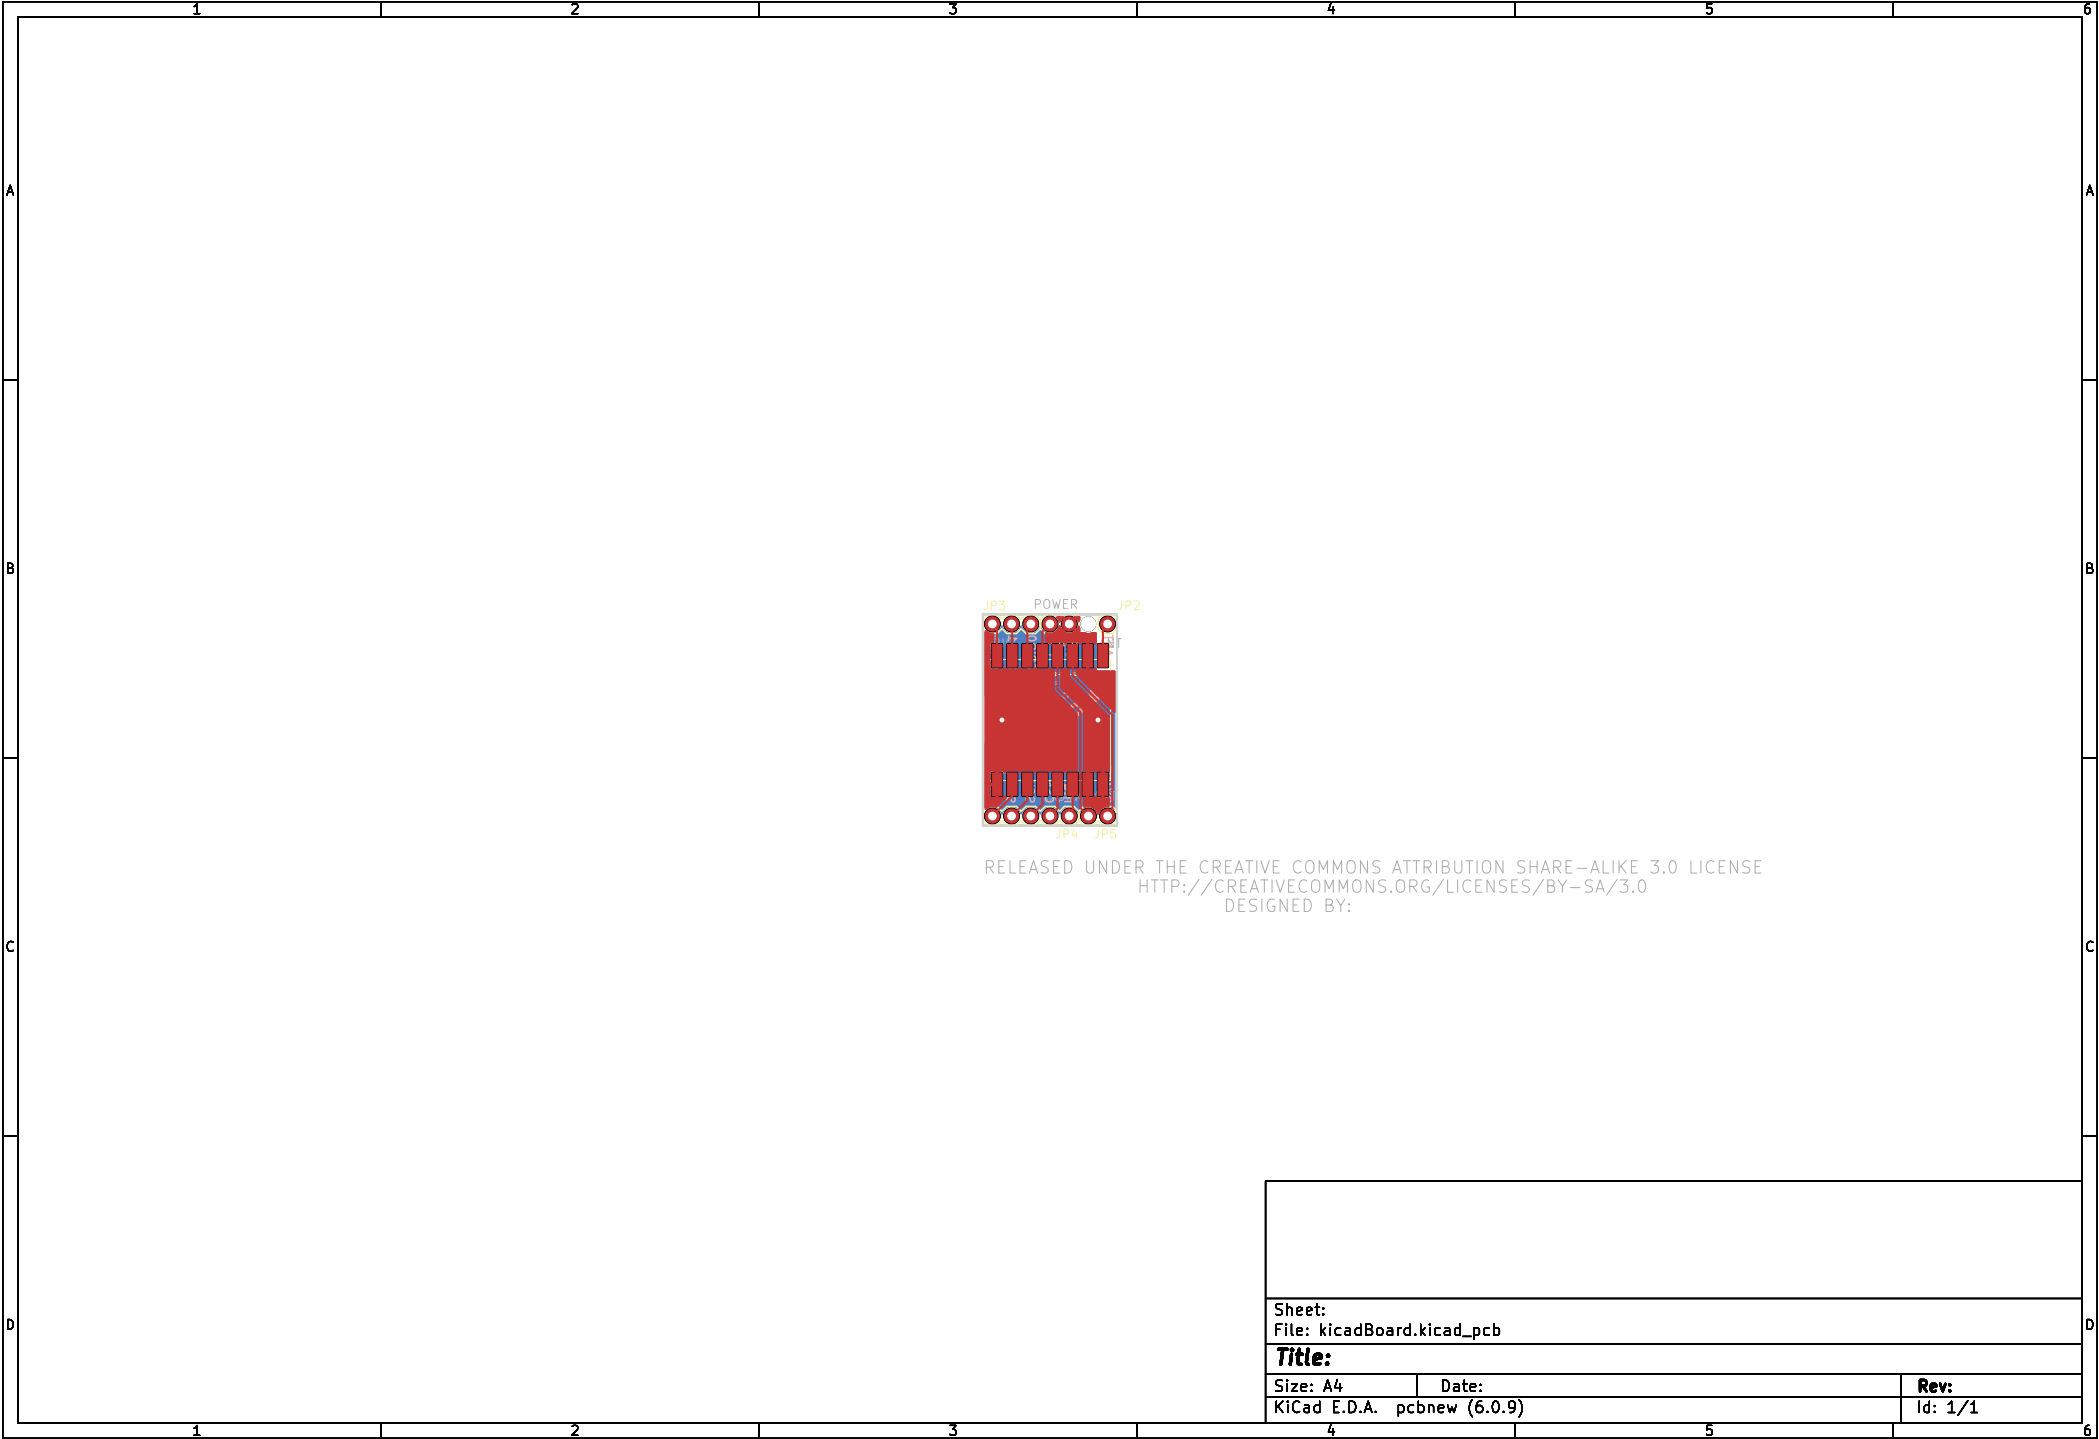 1 2 3 4 5 6
A A
B B
JP3 POWER JP2
JP4 JP5
RELEASED UNDER THE CREATIVE COMMONS ATTRIBUTION SHARE-ALIKE 3.0 LICENSE
HTTP://CREATIVECOMMONS.ORG/LICENSES/BY-SA/3.0
DESIGNED BY:
C C
Sheet:
D D
File: kicadBoard.kicad_pcb
Title:
Size: A4 Date: Rev:
KiCad E.D.A. pcbnew (6.0.9) Id: 1/1
1 2 3 4 5 6